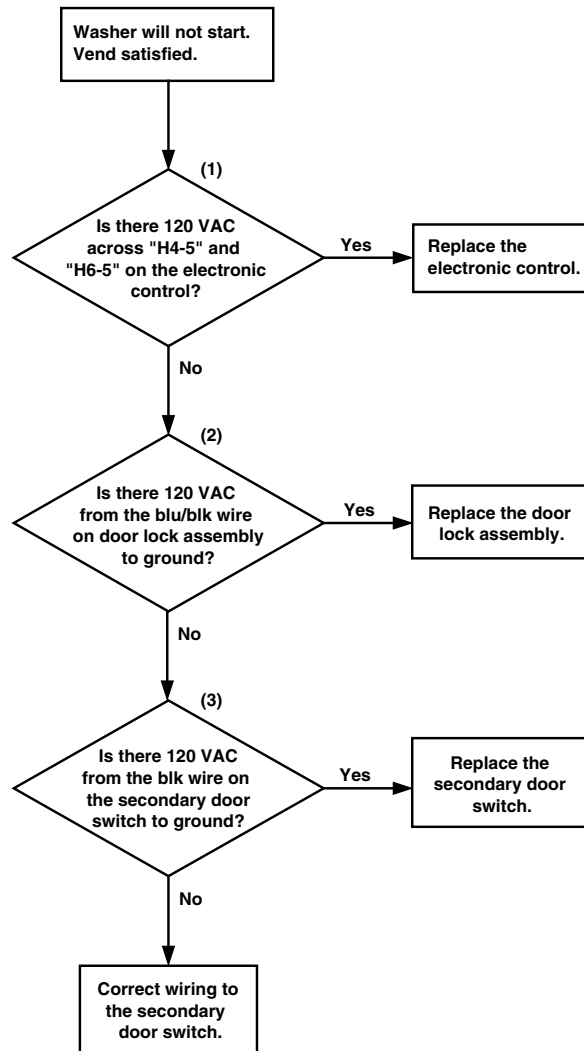 Washer will not start.
Vend satisfied.
(1)
Is there 120 VAC
across "H4-5" and
"H6-5" on the electronic
control?
Yes
Replace the
electronic control.
No
(2)
Is there 120 VAC
from the blu/blk wire
on door lock assembly
to ground?
Yes
Replace the door
lock assembly.
No
(3)
Is there 120 VAC
from the blk wire on
the secondary door
switch to ground?
Yes
Replace the
secondary door
switch.
No
Correct wiring to
the secondary
door switch.